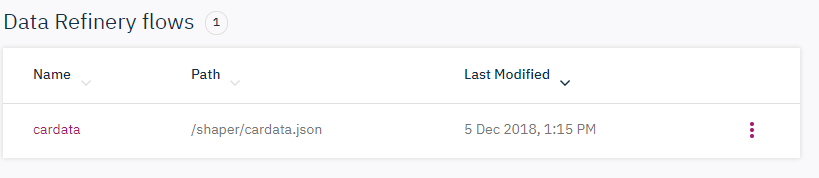 Data Refinery flows 1
Name Path Last Modified
cardata /shaper/cardata.json 5 Dec 2018, 1:15 PM